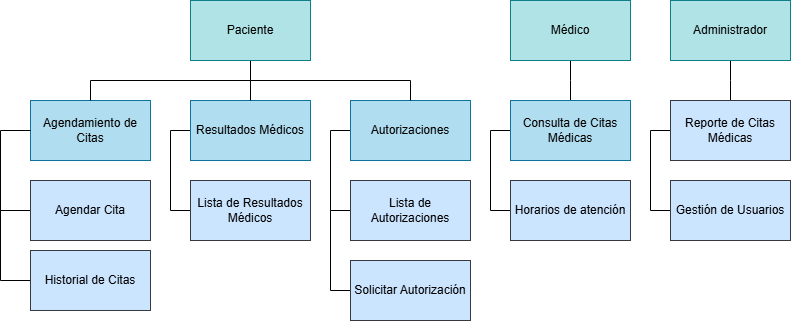 Paciente
Médico
Administrador
Agendamiento de
Citas
Resultados Médicos
Autorizaciones
Consulta de Citas
Médicas
Reporte de Citas
Médicas
Agendar Cita
Lista de Resultados
Médicos
Lista de
Autorizaciones
Horarios de atención
Gestión de Usuarios
Historial de Citas
Solicitar Autorización